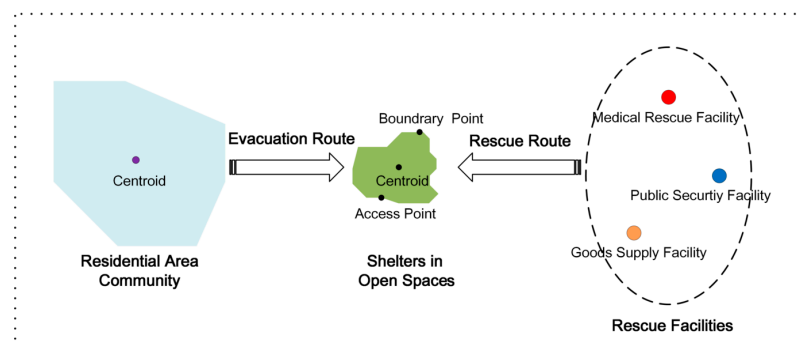 Boundrary Point
Evacuation Route
Rescue Route
Medical Rescue Facility
Centroid
Centroid
Public Securtiy Facility
Access Point
Goods Supply Facility
Residential Area
Community
Shelters in
Open Spaces
Rescue Facilities